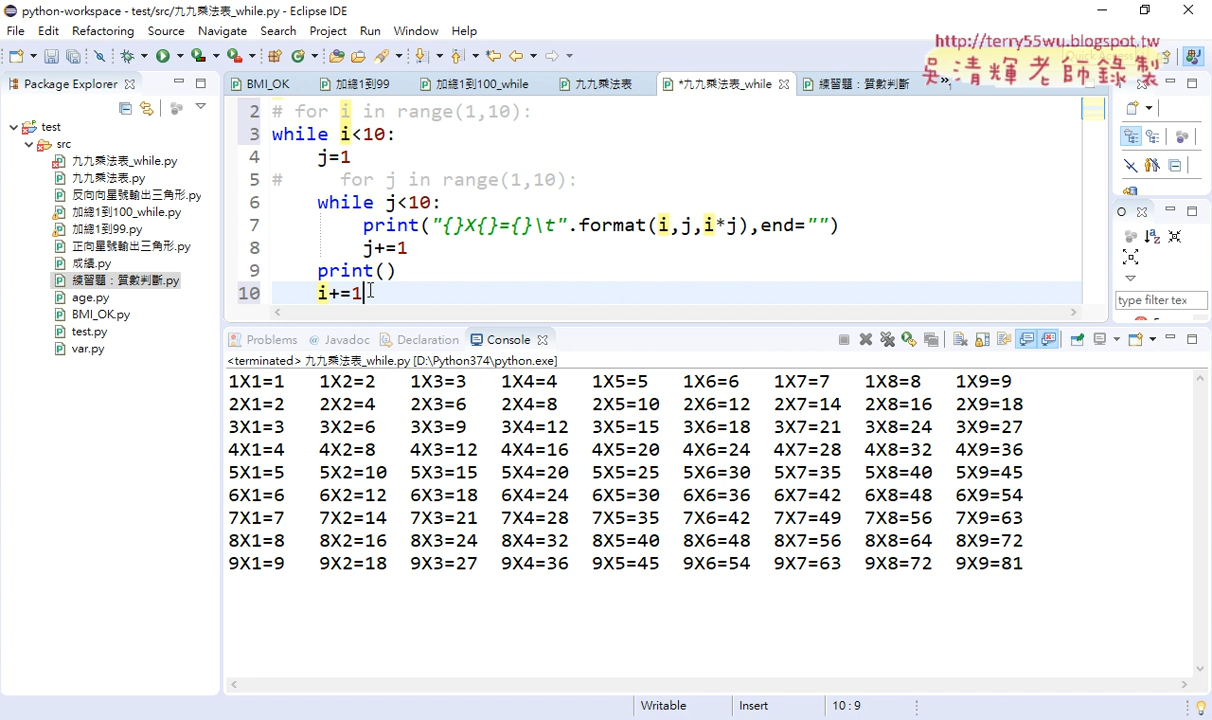 python-workspace - test/src/九九乘法表_while.py - Eclipse IDE
File Edit Refactoring Source Navigate Search Project Run Window Help
http://terry55wu.blogspot.tw
吳清輝老師錄製
Package Explorer
BMI_OK 加總1到99 加總1到100_while 九九乘法表 *九九乘法表_while 練習題：質數判斷
test
src
九九乘法表_while.py
九九乘法表.py
反向向星號輸出三角形.py
加總1到100_while.py
加總1到99.py
正向星號輸出三角形.py
成績.py
練習題：質數判斷.py
age.py
BMI_OK.py
test.py
var.py
2 # for i in range(1,10):
3 while i<10:
4 j=1
5 # for j in range(1,10):
6 while j<10:
7 print("{}X{}={}\t".format(i,j,i*j),end="")
8 j+=1
9 print()
10 i+=1
type filter tex
Problems Javadoc Declaration Console
<terminated> 九九乘法表_while.py [D:\Python374\python.exe]
1X1=1 1X2=2 1X3=3 1X4=4 1X5=5 1X6=6 1X7=7 1X8=8 1X9=9
2X1=2 2X2=4 2X3=6 2X4=8 2X5=10 2X6=12 2X7=14 2X8=16 2X9=18
3X1=3 3X2=6 3X3=9 3X4=12 3X5=15 3X6=18 3X7=21 3X8=24 3X9=27
4X1=4 4X2=8 4X3=12 4X4=16 4X5=20 4X6=24 4X7=28 4X8=32 4X9=36
5X1=5 5X2=10 5X3=15 5X4=20 5X5=25 5X6=30 5X7=35 5X8=40 5X9=45
6X1=6 6X2=12 6X3=18 6X4=24 6X5=30 6X6=36 6X7=42 6X8=48 6X9=54
7X1=7 7X2=14 7X3=21 7X4=28 7X5=35 7X6=42 7X7=49 7X8=56 7X9=63
8X1=8 8X2=16 8X3=24 8X4=32 8X5=40 8X6=48 8X7=56 8X8=64 8X9=72
9X1=9 9X2=18 9X3=27 9X4=36 9X5=45 9X6=54 9X7=63 9X8=72 9X9=81
Writable Insert 10:9